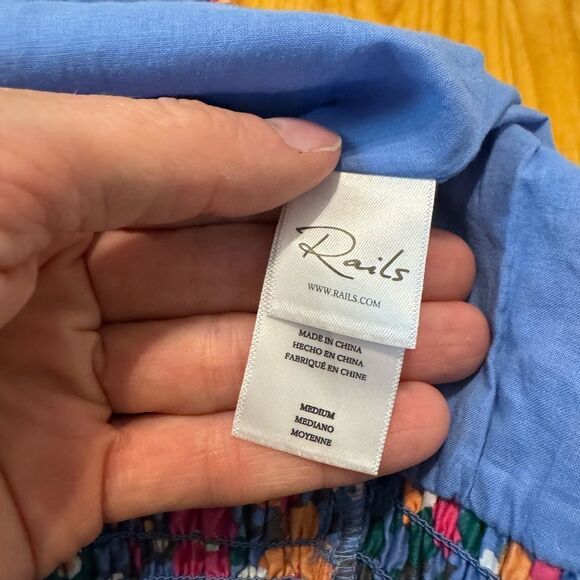 Rails
WWW.RAILS.COM
MADE IN CHINA
HECHO EN CHINA
FABRIQUÉ EN CHINE
MEDIUM
MEDIANO
MOYENNE